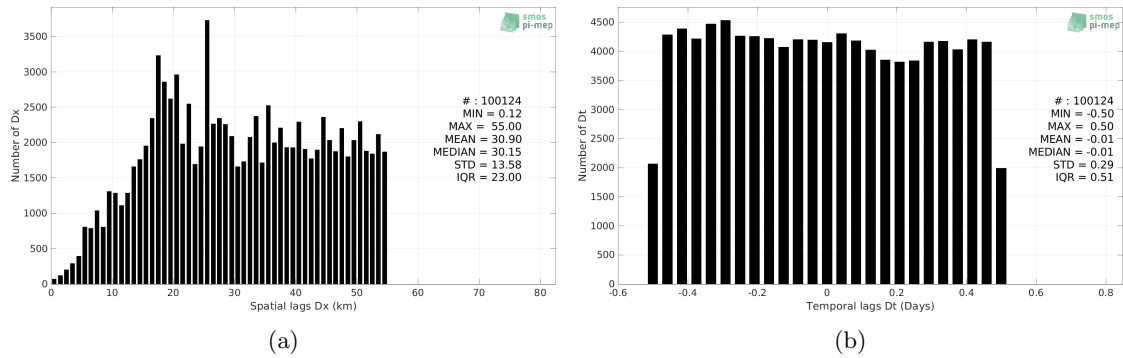 smos
pi-mep
Number of Dx
3500
3000
2500
2000
1500
1000
500
0
# : 100124
MIN = 0.12
MAX = 55.00
MEAN = 30.90
MEDIAN = 30.15
STD = 13.58
IQR = 23.00
0 10 20 30 40 50 60 70 80
Spatial lags Dx (km)
(a)
smos
pi-mep
Number of Dt
4500
4000
3500
3000
2500
2000
1500
1000
500
0
# : 100124
MIN = -0.50
MAX = 0.50
MEAN = -0.01
MEDIAN = -0.01
STD = 0.29
IQR = 0.51
-0.6 -0.4 -0.2 0 0.2 0.4 0.6 0.8
Temporal lags Dt (Days)
(b)